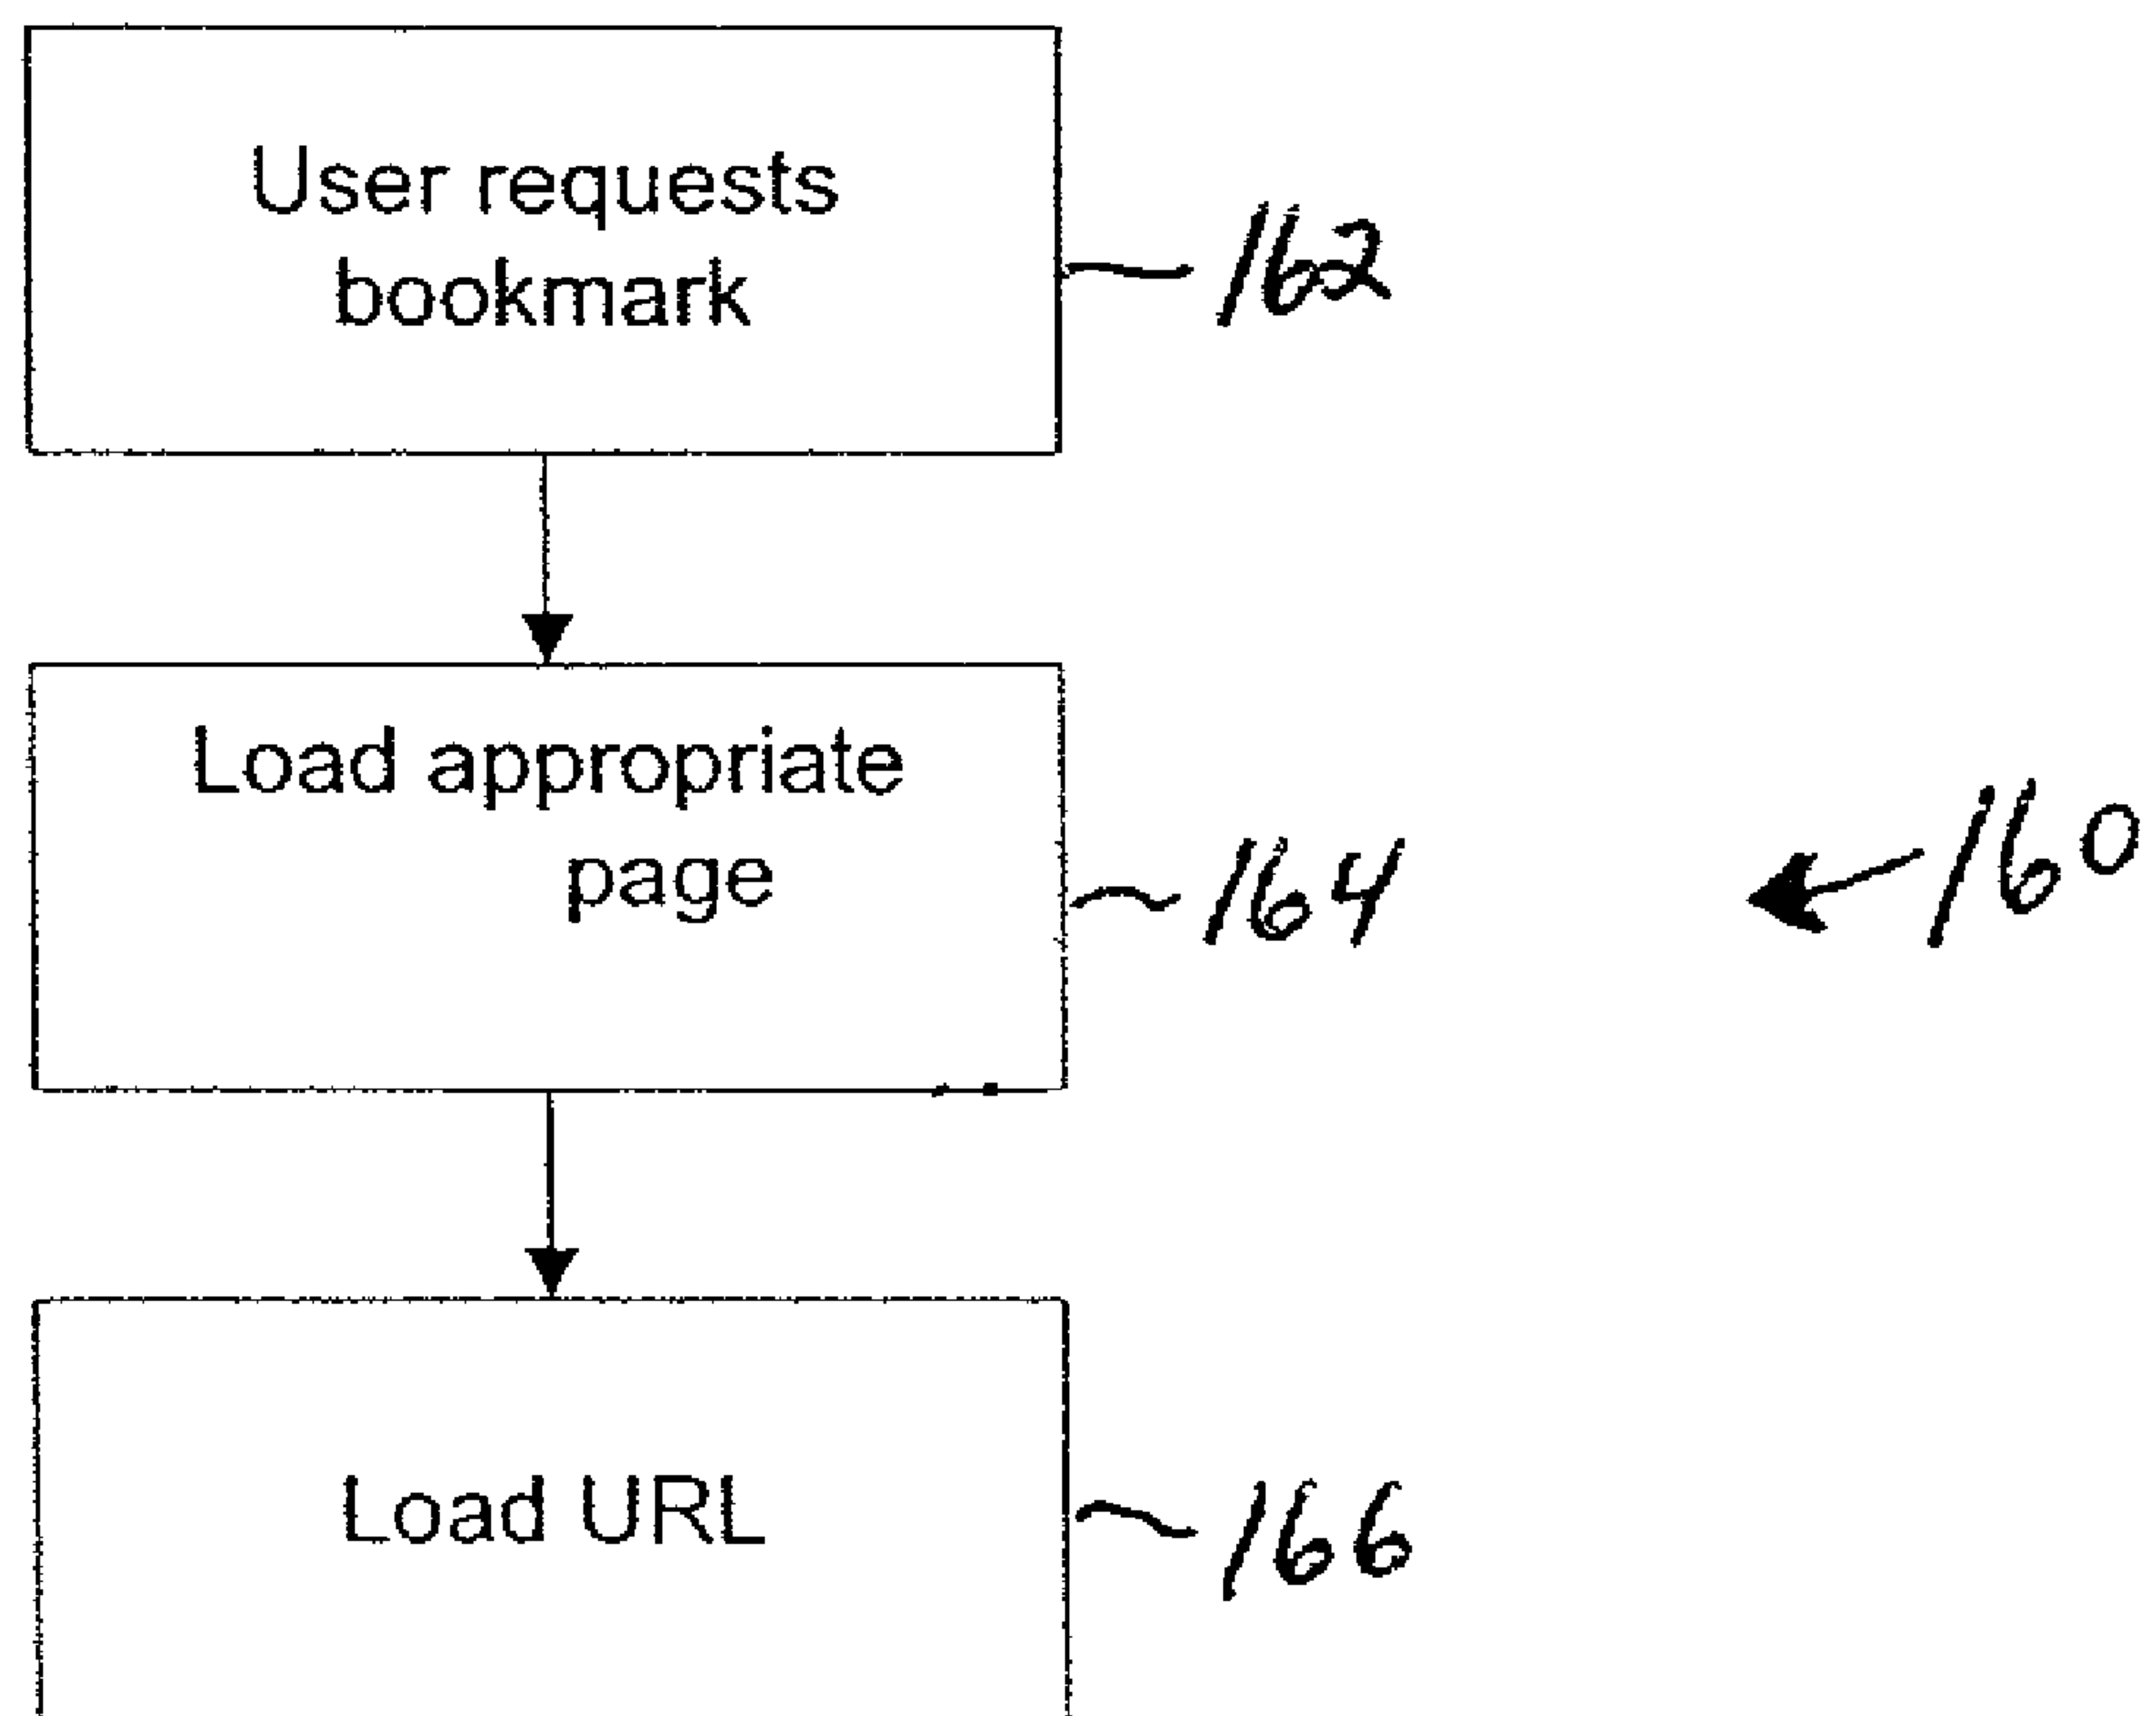 User requests
bookmark
162
Load appropriate
page
164
160
Load URL
166